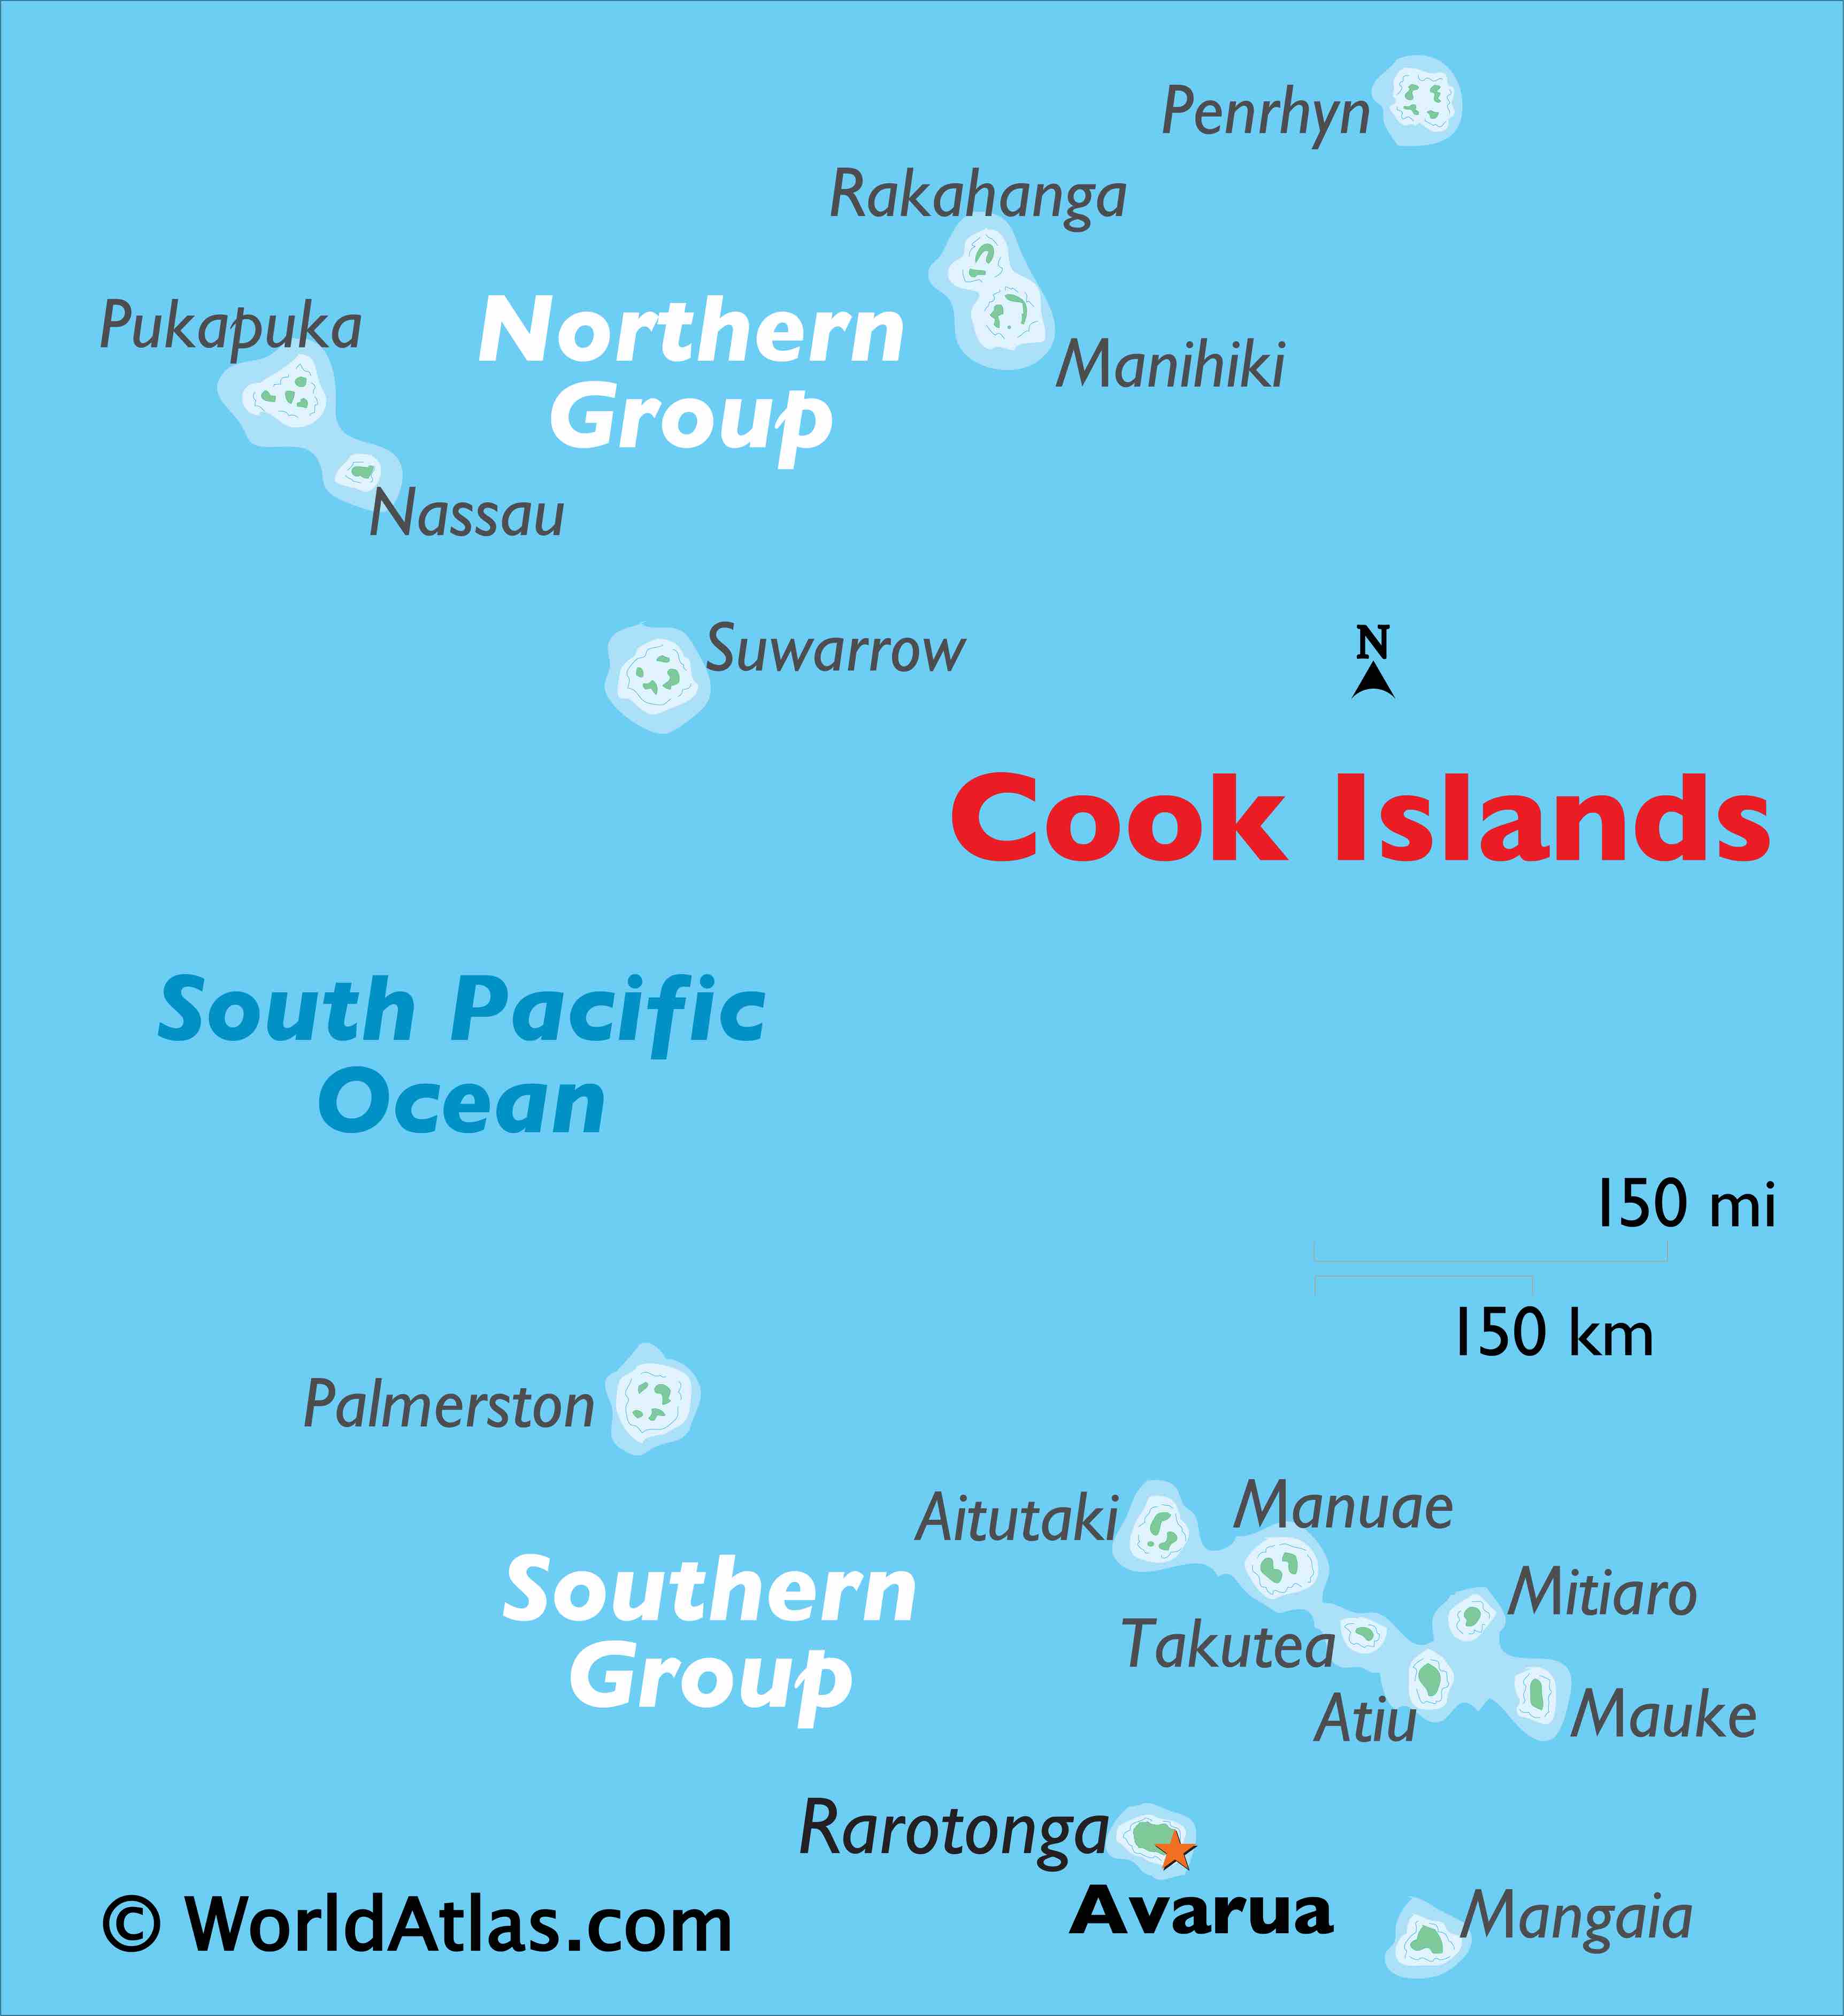 Penrhyn
Rakahanga
Pukapuka
Northern
Group
Manihiki
Nassau
Suwarrow
N
Cook Islands
South Pacific
Ocean
150 mi
150 km
Palmerston
Aitutaki
Manuae
Southern
Group
Mitiaro
Takutea
Atiu
Mauke
Rarotonga
Avarua
Mangaia
© WorldAtlas.com